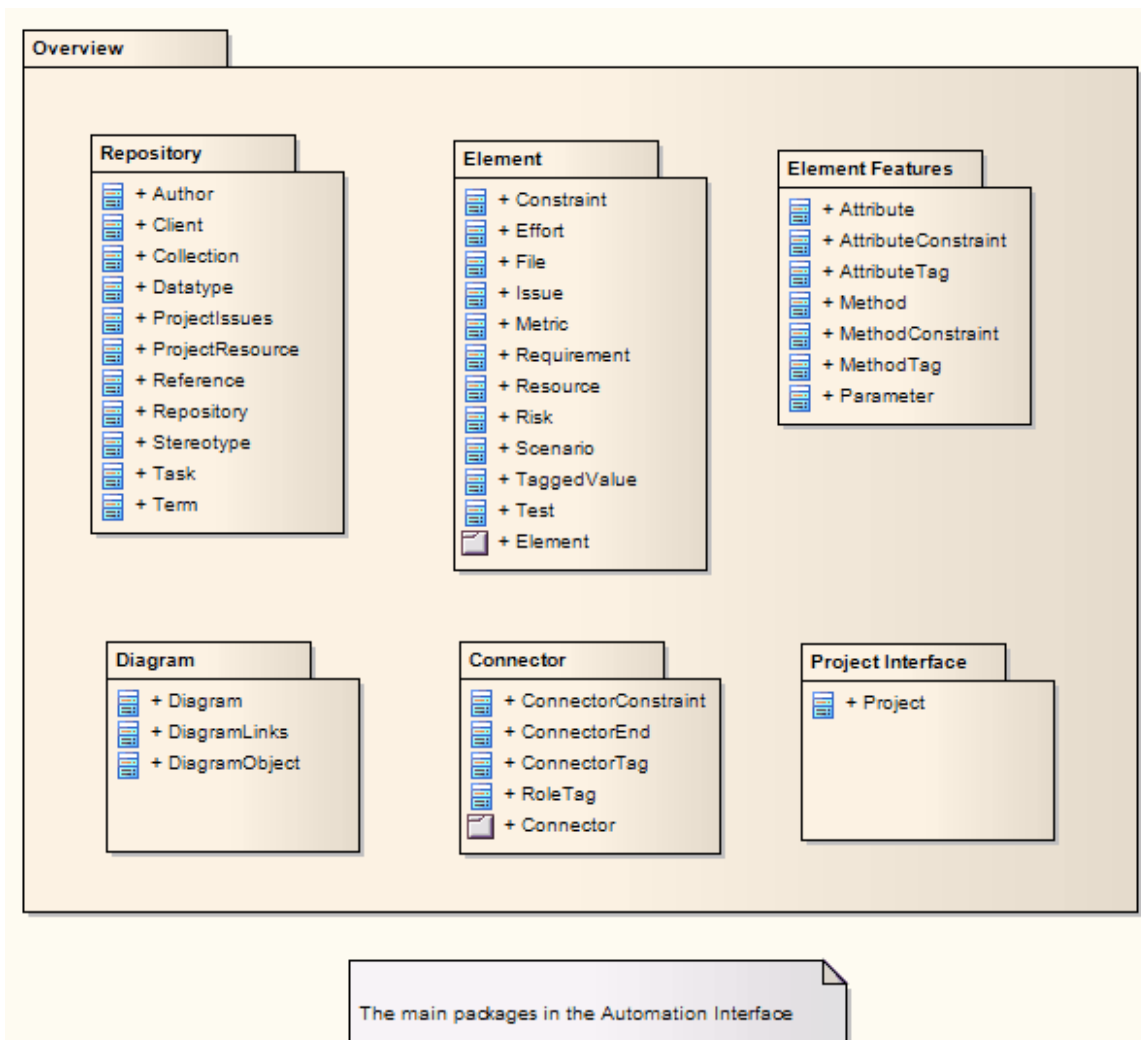 Overview
Repository
+ Author
+ Client
+ Collection
+ Datatype
+ ProjectIssues
+ ProjectResource
+ Reference
+ Repository
+ Stereotype
+ Task
+ Term
Element
+ Constraint
+ Effort
+ File
+ Issue
+ Metric
+ Requirement
+ Resource
+ Risk
+ Scenario
+ TaggedValue
+ Test
+ Element
Element Features
+ Attribute
+ AttributeConstraint
+ AttributeTag
+ Method
+ MethodConstraint
+ MethodTag
+ Parameter
Diagram
+ Diagram
+ DiagramLinks
+ DiagramObject
Connector
+ ConnectorConstraint
+ ConnectorEnd
+ ConnectorTag
+ RoleTag
+ Connector
Project Interface
+ Project
The main packages in the Automation Interface